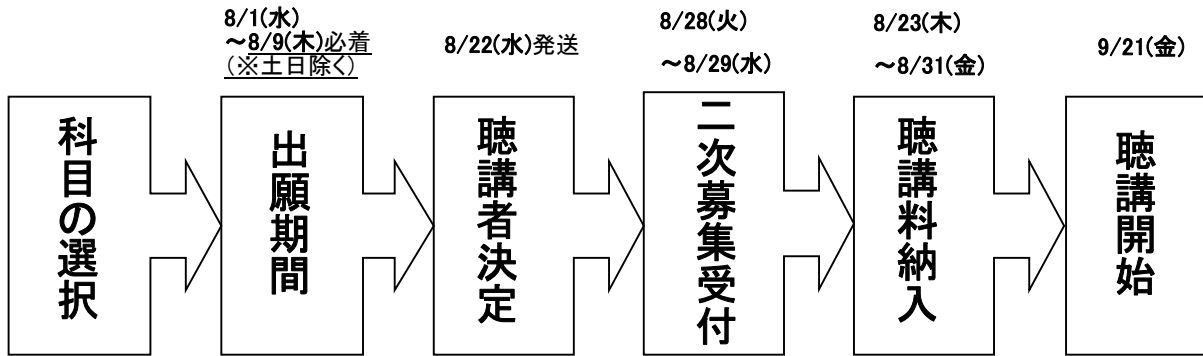 8/1(水)
～8/9(木)必着
(※土日除く)
8/22(水)発送
8/28(火)
～8/29(水)
8/23(木)
～8/31(金)
9/21(金)
科目の選択
出願期間
聴講者決定
二次募集受付
聴講料納入
聴講開始